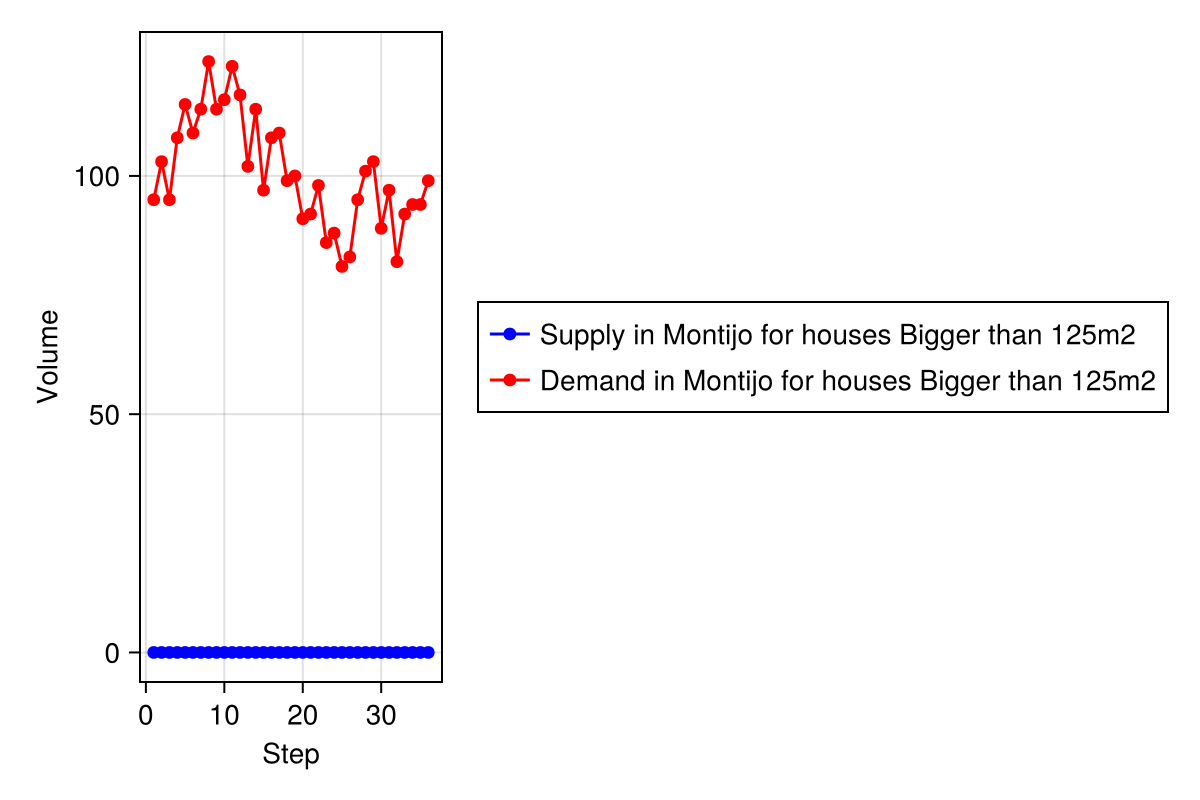 100
50
0
Volume
0 10 20 30
Step
Supply in Montijo for houses Bigger than 125m2
Demand in Montijo for houses Bigger than 125m2